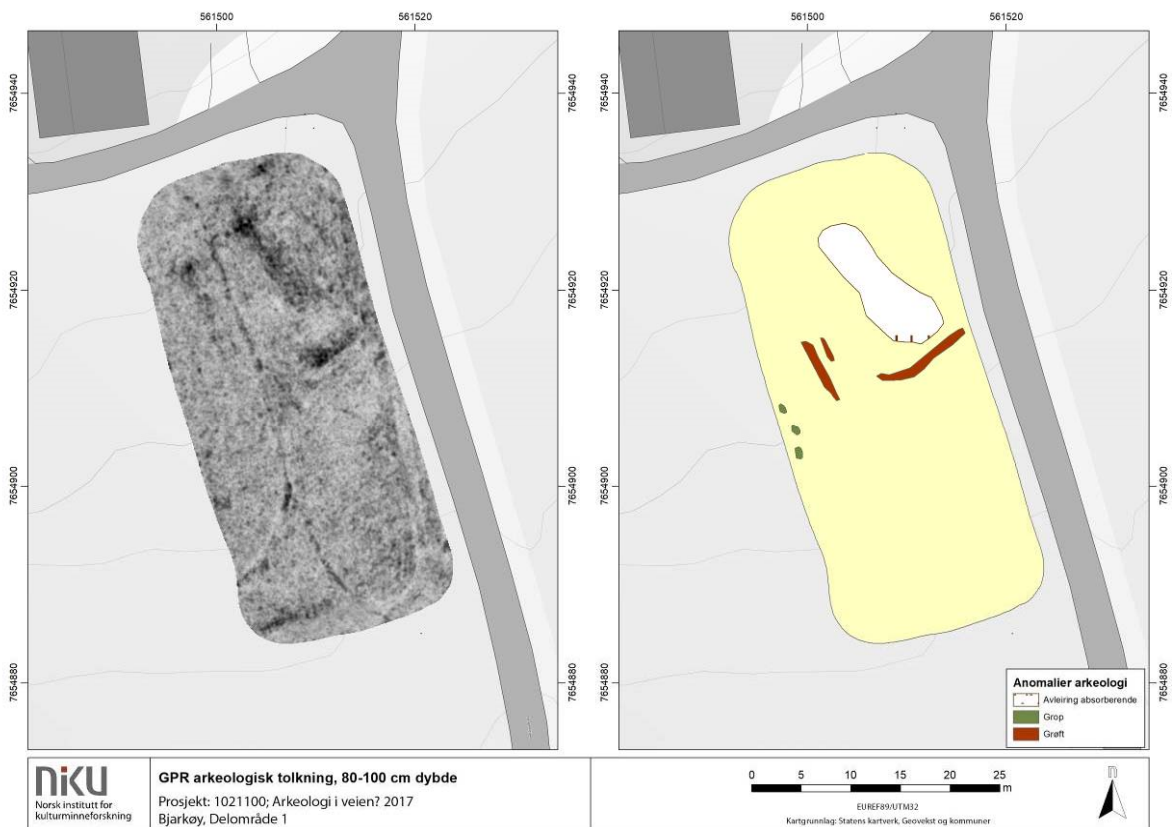 561500
561520
561500
561520
7654940
7654940
7654940
7654940
7654920
7654920
7654920
7654920
7654900
7654900
7654900
7654900
7654880
7654880
7654880
7654880
Anomalier arkeologi
Avleiring absorberende
Grop
Grøft
niKU
Norsk institutt for
kulturminneforskning
GPR arkeologisk tolkning, 80-100 cm dybde
Prosjekt: 1021100; Arkeologi i veien? 2017
Bjarkøy, Delområde 1
0 5 10 15 20 25
m
EUREF89/UTM32
Kartgrunnlag: Statens kartverk, Geovekst og kommuner
n